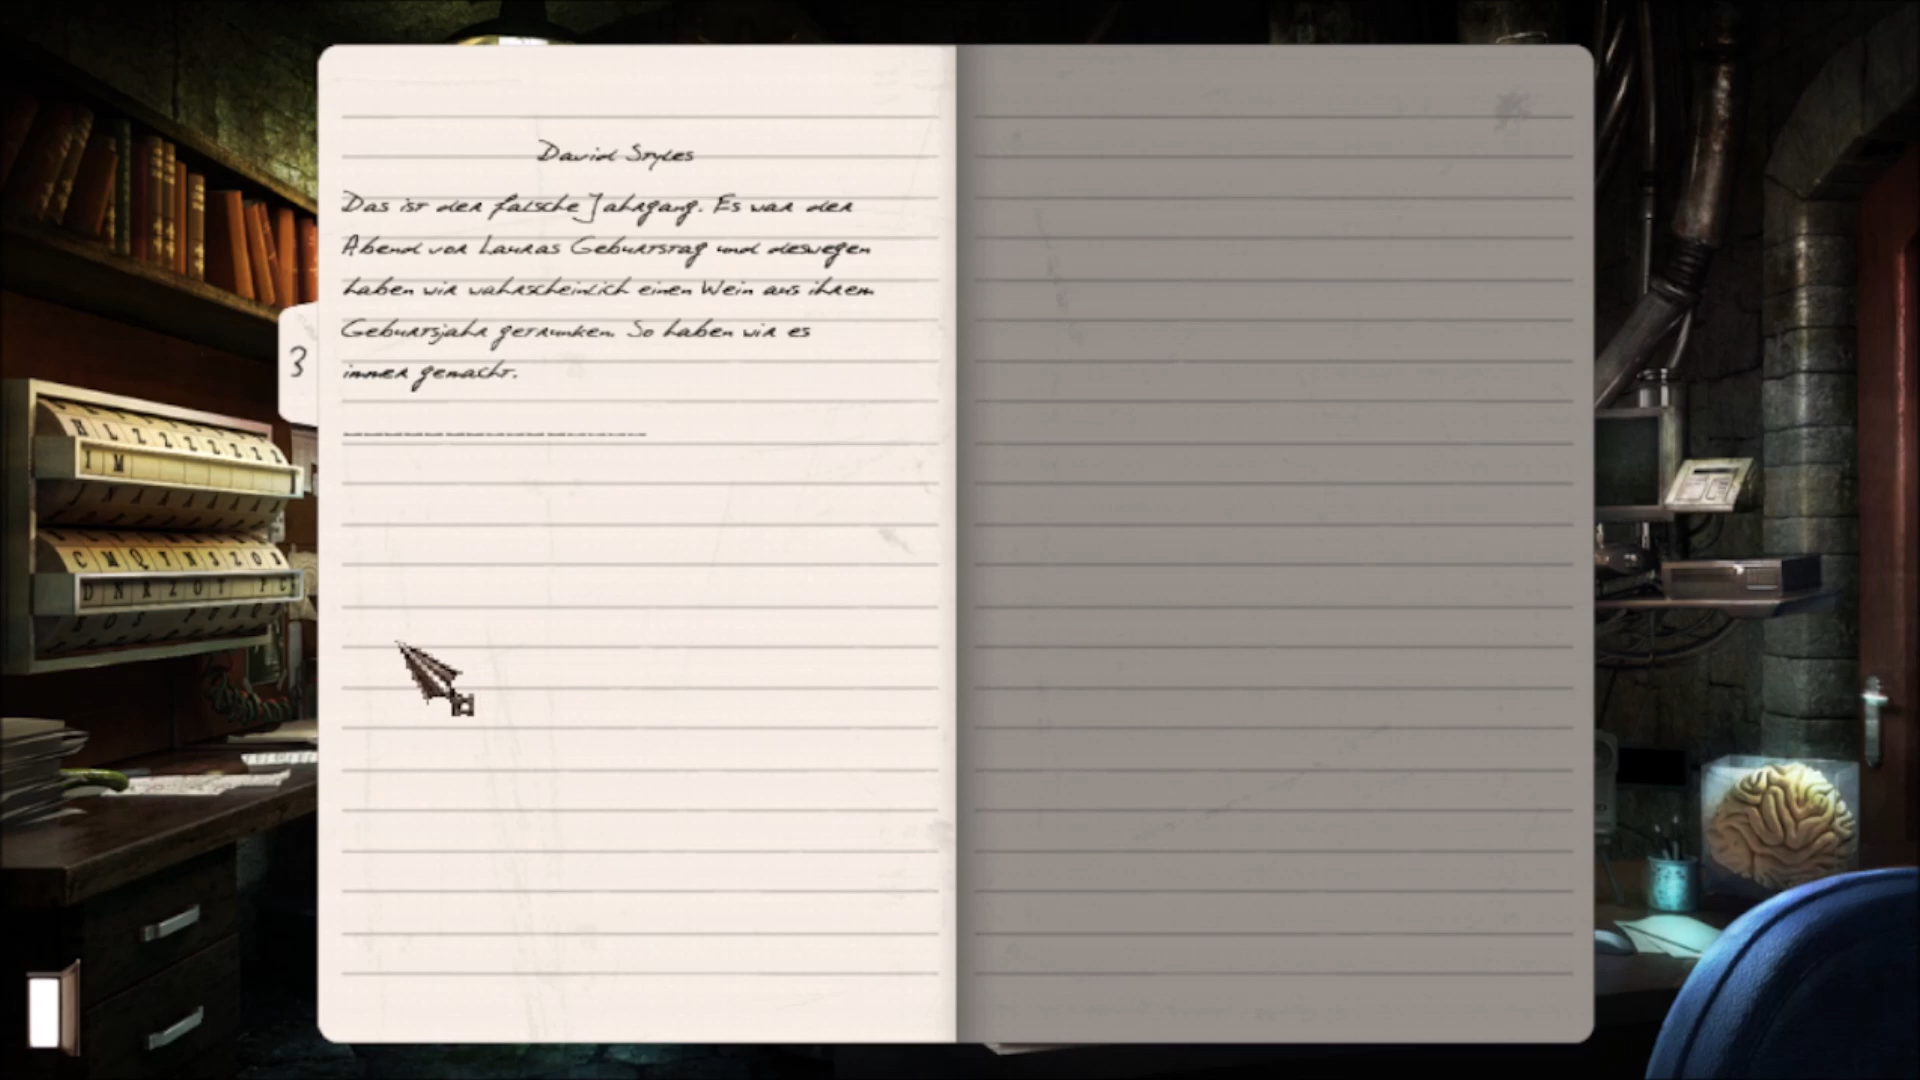 David Styles
Das ist der falsche Jahrgang. Es war der
Abend vor Lauras Geburtstag und deswegen
haben wir wahrscheinlich einen Wein aus ihrem
Geburtsjahr getrunken. So haben wir es
immer gemacht.
3
N L Z Z Z Z Z Z
I M
C M Q Y N S Z O N
D N R Z O T P C